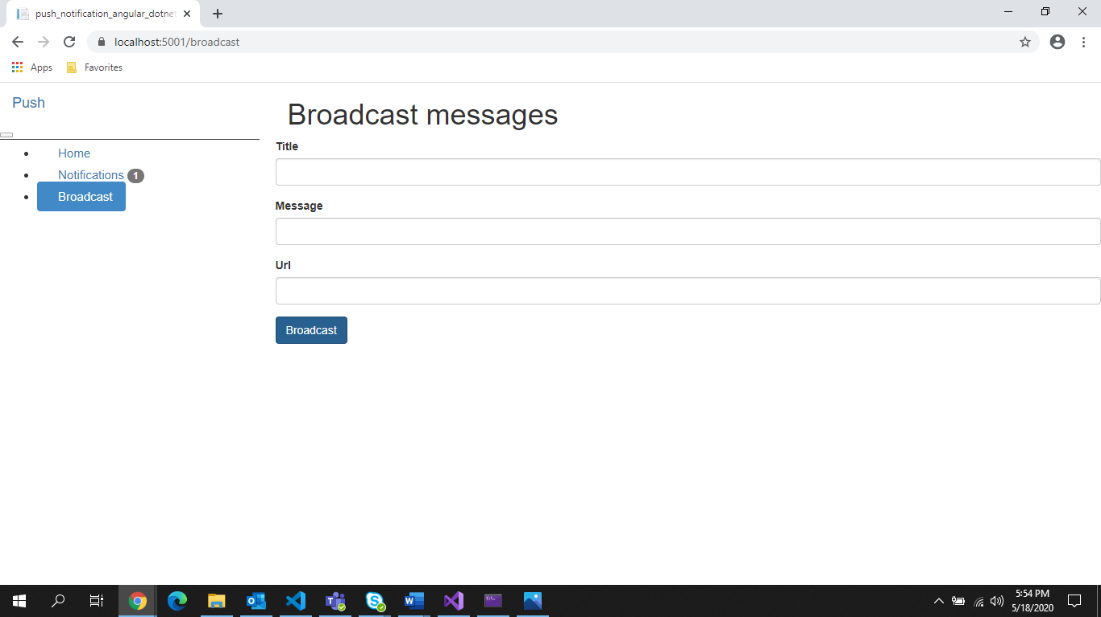 push_notification_angular_dotnet
localhost:5001/broadcast
Apps Favorites
Push
Broadcast messages
Title
Home
Notifications 1
Broadcast
Message
Url
Broadcast
5:54 PM
5/18/2020